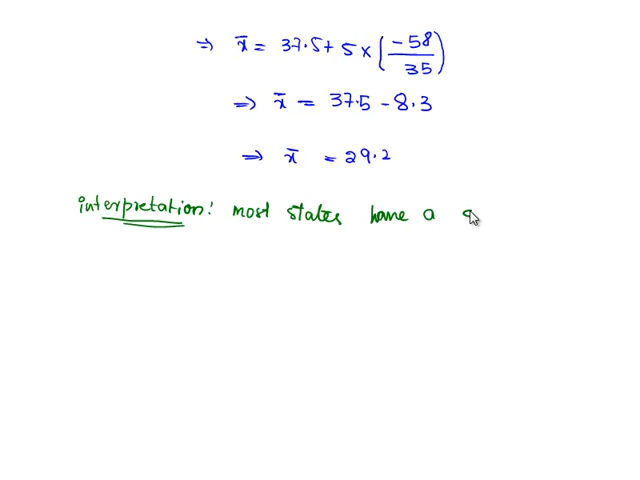 ⇒ x̄ = 37.5 + 5 × (-58/35)
⇒ x̄ = 37.5 - 8.3
⇒ x̄ = 29.2
interpretation: most states have a s